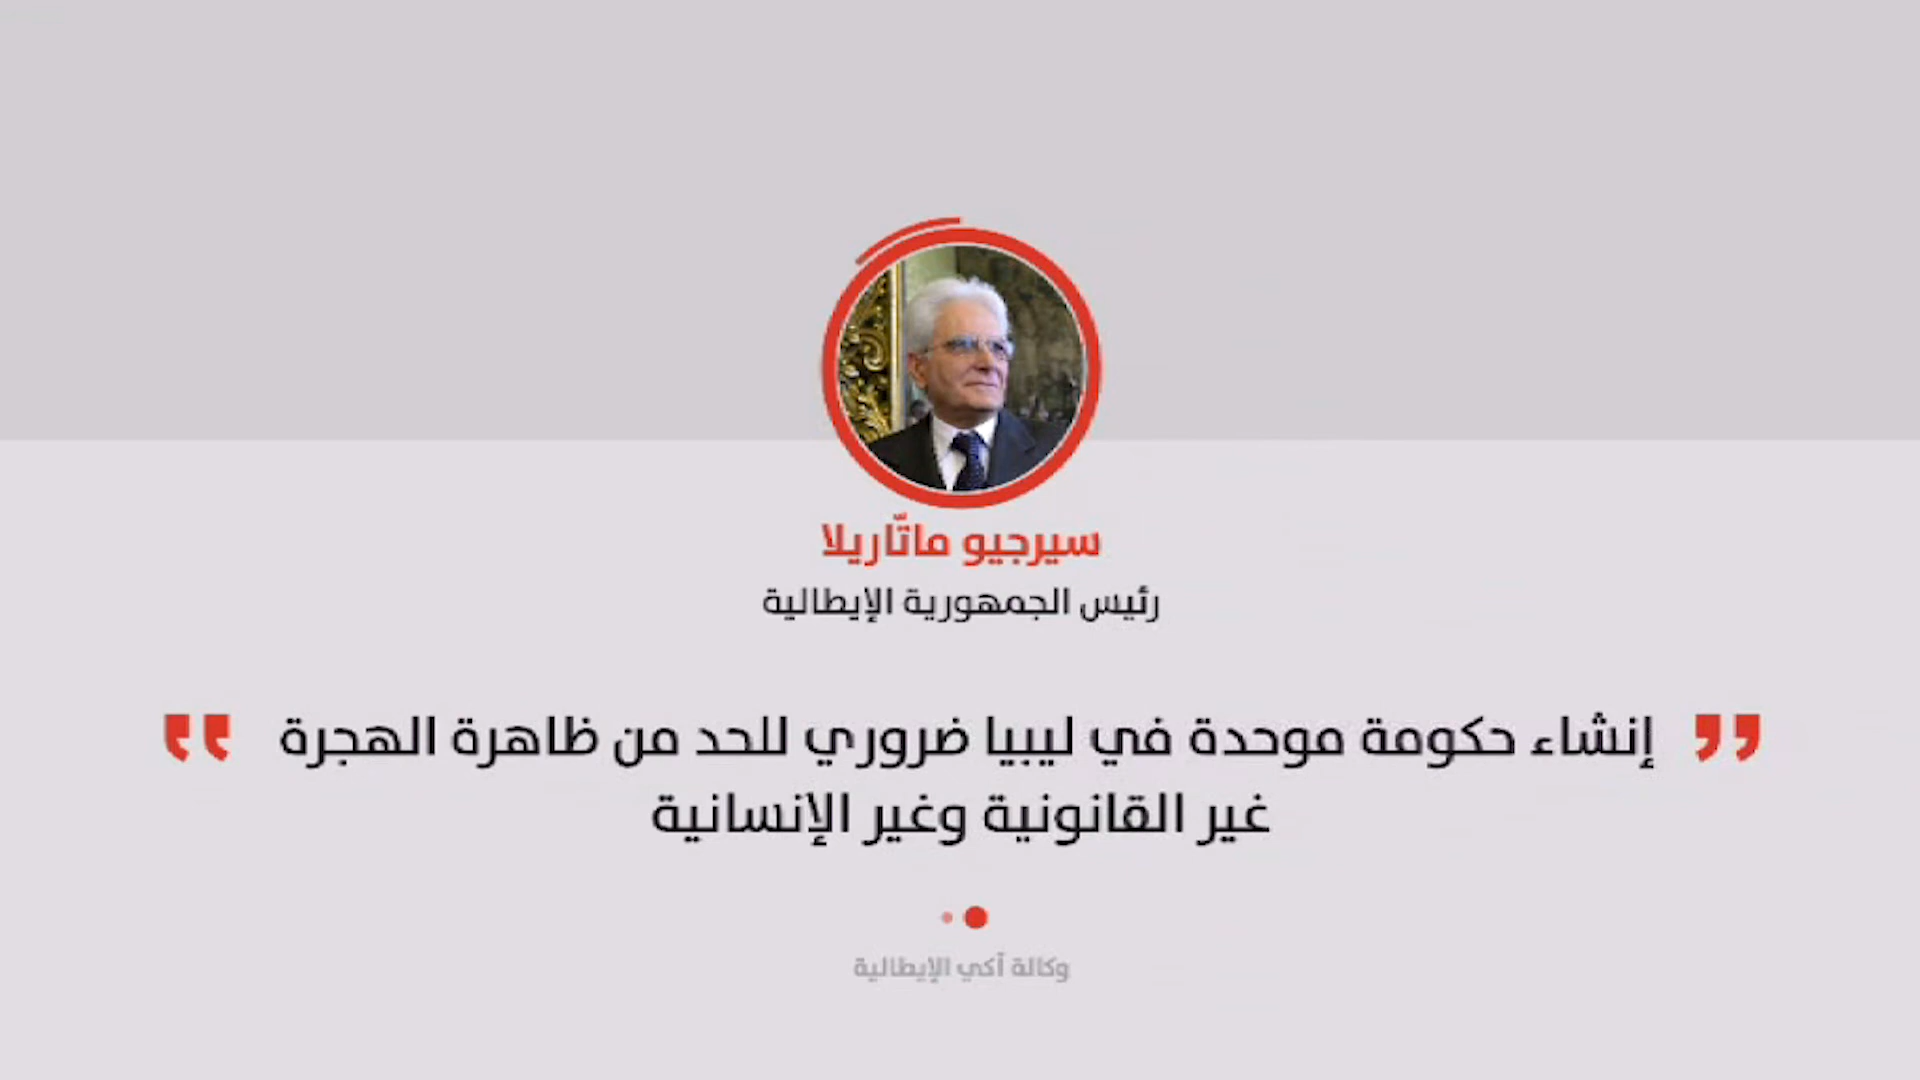 سيرجيو ماتّاريلا
رئيس الجمهورية الإيطالية
" إنشاء حكومة موحدة في ليبيا ضروري للحد من ظاهرة الهجرة "
غير القانونية وغير الإنسانية
وكالة آكي الإيطالية